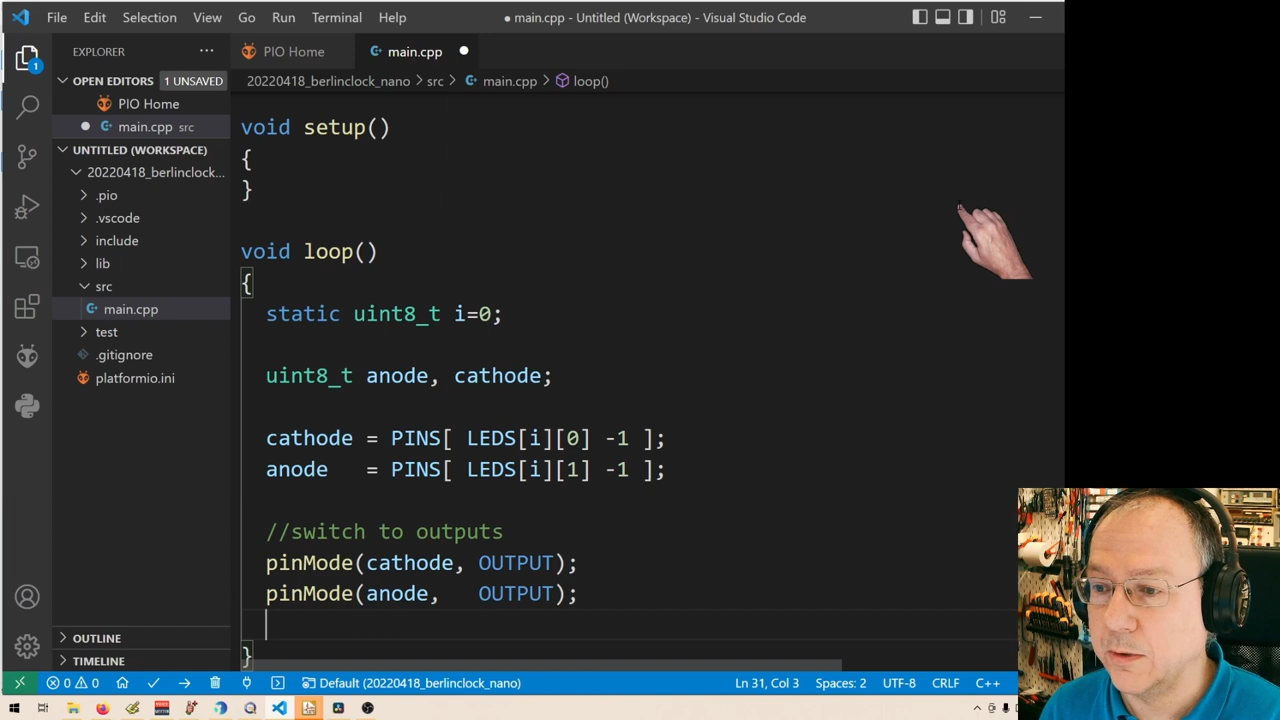 File Edit Selection View Go Run Terminal Help ● main.cpp - Untitled (Workspace) - Visual Studio Code
EXPLORER ···
PIO Home main.cpp ●
OPEN EDITORS 1 UNSAVED
PIO Home
● main.cpp src
UNTITLED (WORKSPACE)
20220418_berlinclock...
.pio
.vscode
include
lib
src
main.cpp
test
.gitignore
platformio.ini
OUTLINE
TIMELINE
1
20220418_berlinclock_nano > src > main.cpp > loop()
void setup()
{
}
void loop()
{
static uint8_t i=0;
uint8_t anode, cathode;
cathode = PINS[ LEDS[i][0] -1 ];
anode   = PINS[ LEDS[i][1] -1 ];
//switch to outputs
pinMode(cathode, OUTPUT);
pinMode(anode,   OUTPUT);
}
0 0 Default (20220418_berlinclock_nano) Ln 31, Col 3 Spaces: 2 UTF-8 CRLF C++